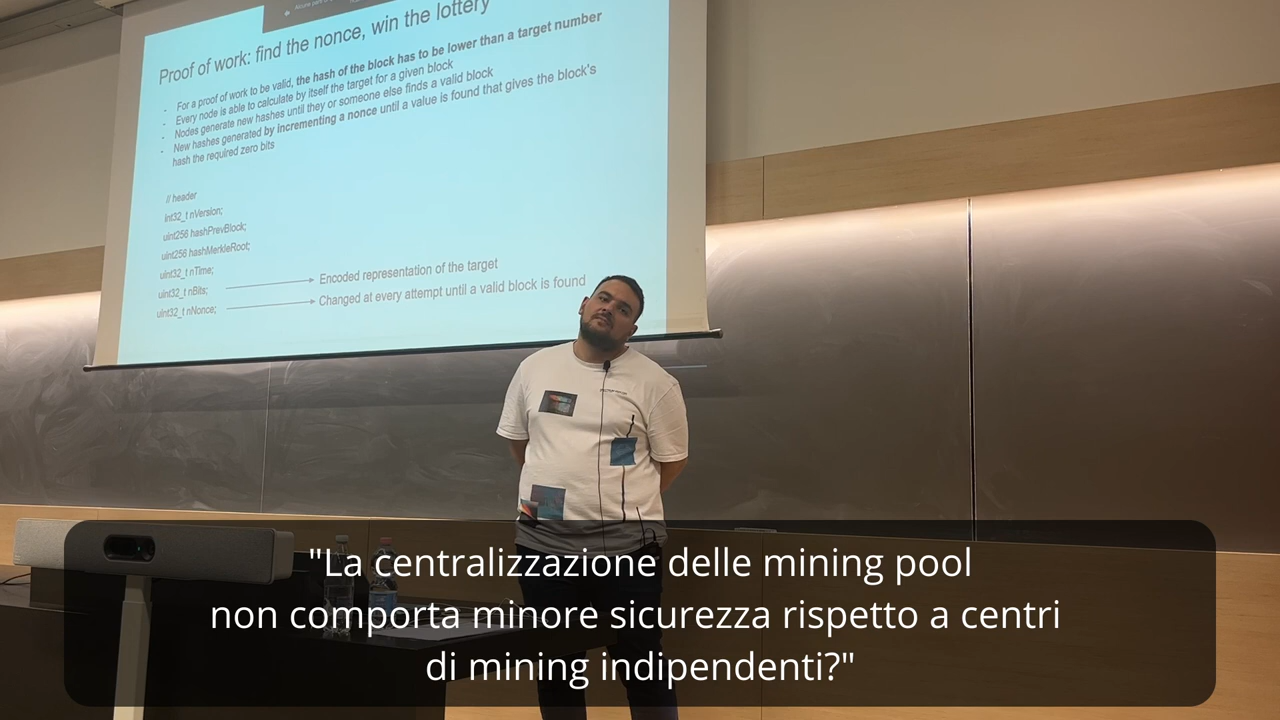 Proof of work: find the nonce, win the lottery
- For a proof of work to be valid, the hash of the block has to be lower than a target number
- Every node is able to calculate by itself the target for a given block
- Nodes generate new hashes until they or someone else finds a valid block
- New hashes generated by incrementing a nonce until a value is found that gives the block's
hash the required zero bits
// header
int32_t nVersion;
uint256 hashPrevBlock;
uint256 hashMerkleRoot;
uint32_t nTime;
uint32_t nBits;
Encoded representation of the target
uint32_t nNonce;
Changed at every attempt until a valid block is found
"La centralizzazione delle mining pool
non comporta minore sicurezza rispetto a centri
di mining indipendenti?"